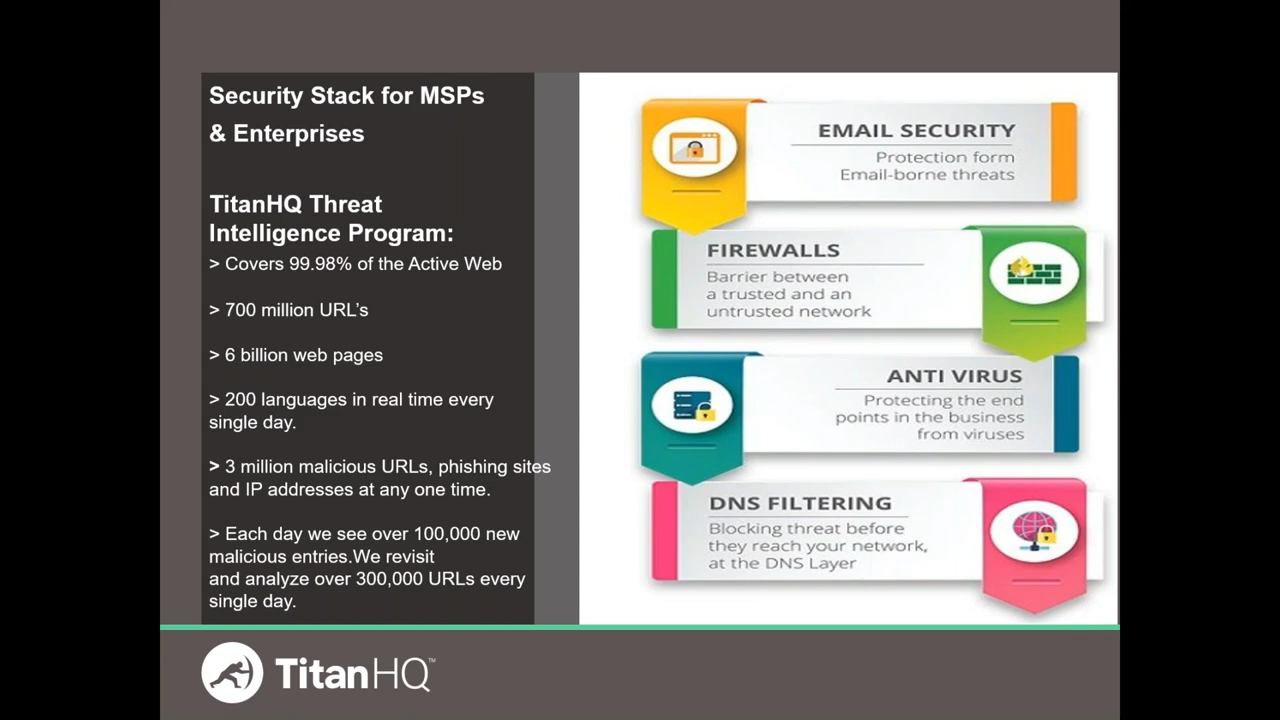 Security Stack for MSPs
& Enterprises
TitanHQ Threat
Intelligence Program:
> Covers 99.98% of the Active Web
> 700 million URL's
> 6 billion web pages
> 200 languages in real time every
single day.
> 3 million malicious URLs, phishing sites
and IP addresses at any one time.
> Each day we see over 100,000 new
malicious entries.We revisit
and analyze over 300,000 URLs every
single day.
EMAIL SECURITY
Protection form
Email-borne threats
FIREWALLS
Barrier between
a trusted and an
untrusted network
ANTI VIRUS
Protecting the end
points in the business
from viruses
DNS FILTERING
Blocking threat before
they reach your network,
at the DNS Layer
TitanHQ™